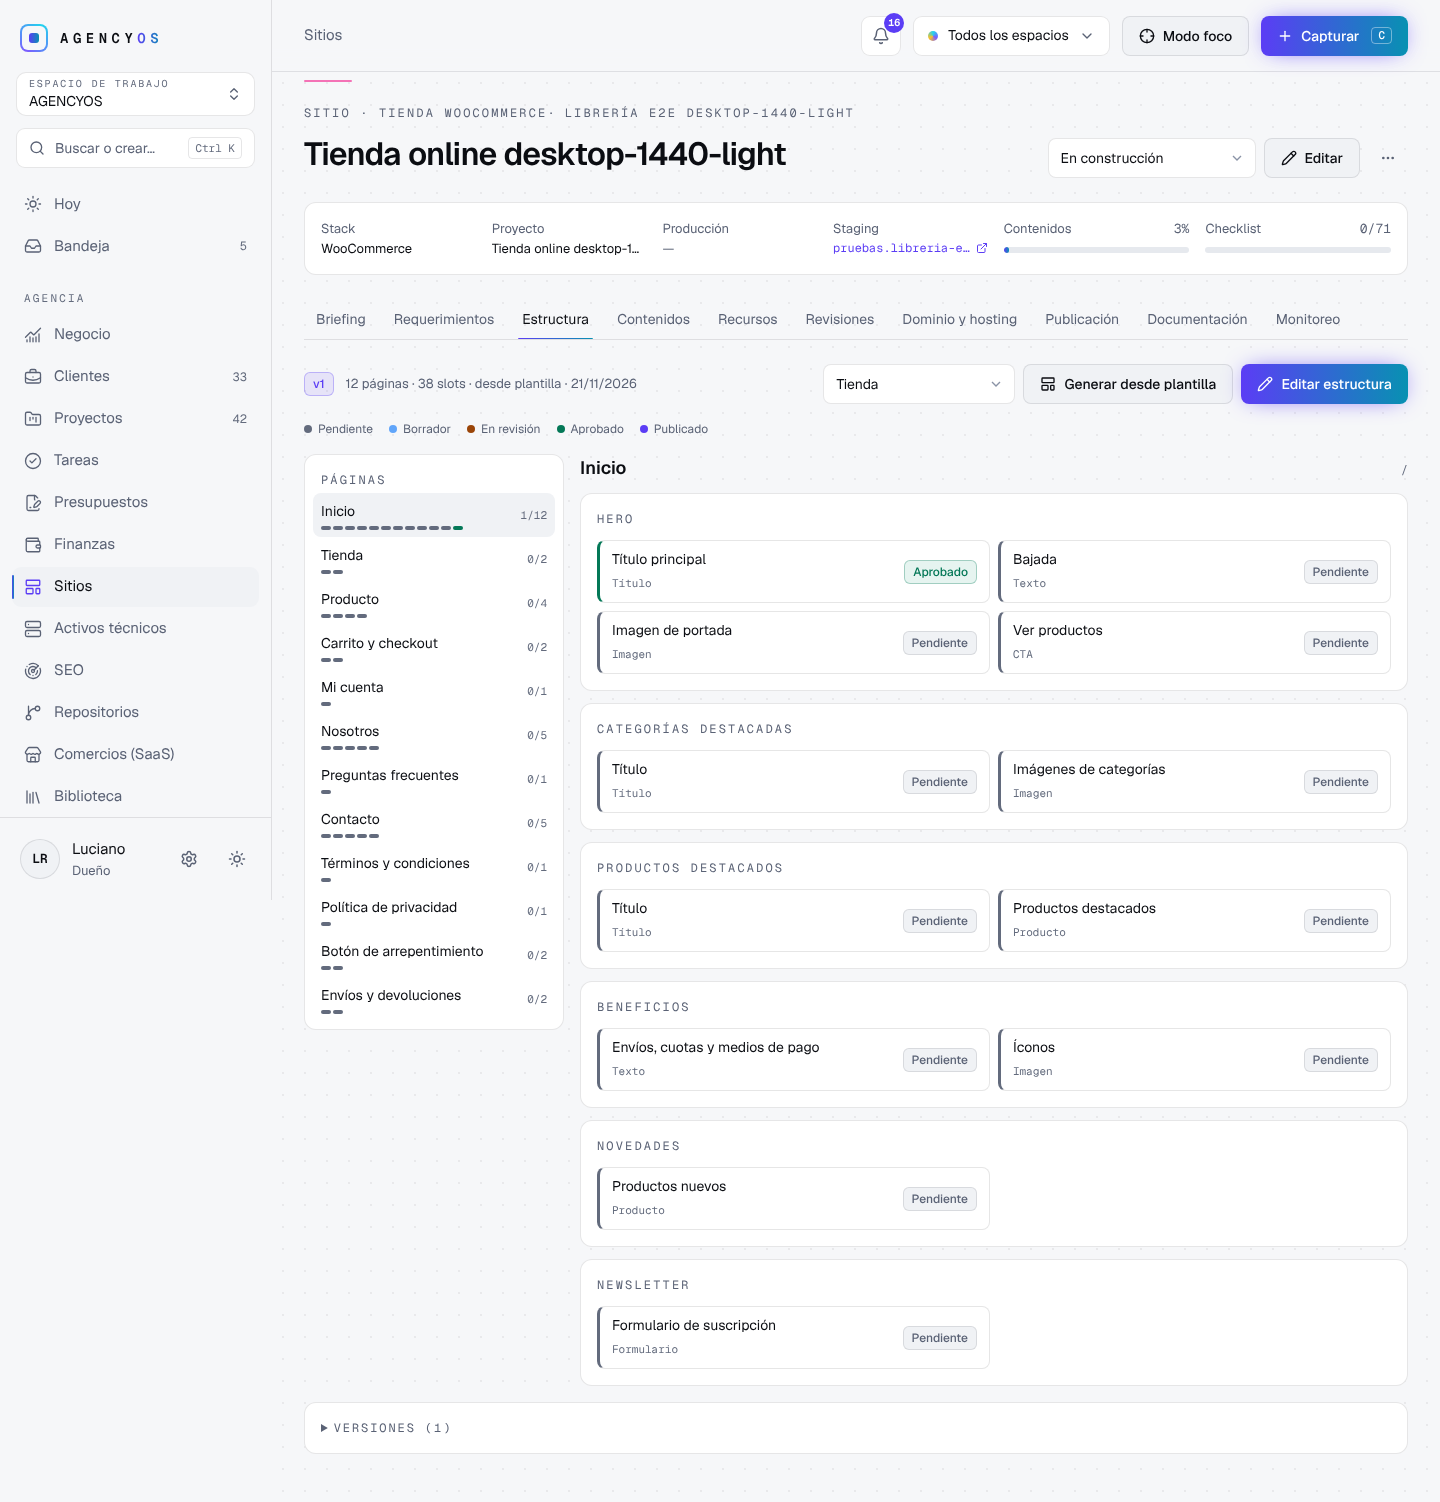 AGENCYOS
ESPACIO DE TRABAJO
AGENCYOS
Buscar o crear... Ctrl K
Hoy
Bandeja 5
AGENCIA
Negocio
Clientes 33
Proyectos 42
Tareas
Presupuestos
Finanzas
Sitios
Activos técnicos
SEO
Repositorios
Comercios (SaaS)
Biblioteca
LR
Luciano
Dueño
Sitios
16
Todos los espacios
Modo foco
Capturar C
SITIO · TIENDA WOOCOMMERCE· LIBRERÍA E2E DESKTOP-1440-LIGHT
Tienda online desktop-1440-light
En construcción
Editar
Stack
WooCommerce
Proyecto
Tienda online desktop-1...
Producción
—
Staging
pruebas.libreria-e...
Contenidos 3%
Checklist 0/71
Briefing Requerimientos Estructura Contenidos Recursos Revisiones Dominio y hosting Publicación Documentación Monitoreo
v1 12 páginas · 38 slots · desde plantilla · 21/11/2026
Tienda
Generar desde plantilla
Editar estructura
Pendiente Borrador En revisión Aprobado Publicado
PÁGINAS
Inicio 1/12
Tienda 0/2
Producto 0/4
Carrito y checkout 0/2
Mi cuenta 0/1
Nosotros 0/5
Preguntas frecuentes 0/1
Contacto 0/5
Términos y condiciones 0/1
Política de privacidad 0/1
Botón de arrepentimiento 0/2
Envíos y devoluciones 0/2
Inicio /
HERO
Título principal
Título
Aprobado
Bajada
Texto
Pendiente
Imagen de portada
Imagen
Pendiente
Ver productos
CTA
Pendiente
CATEGORÍAS DESTACADAS
Título
Título
Pendiente
Imágenes de categorías
Imagen
Pendiente
PRODUCTOS DESTACADOS
Título
Título
Pendiente
Productos destacados
Producto
Pendiente
BENEFICIOS
Envíos, cuotas y medios de pago
Texto
Pendiente
Íconos
Imagen
Pendiente
NOVEDADES
Productos nuevos
Producto
Pendiente
NEWSLETTER
Formulario de suscripción
Formulario
Pendiente
VERSIONES (1)